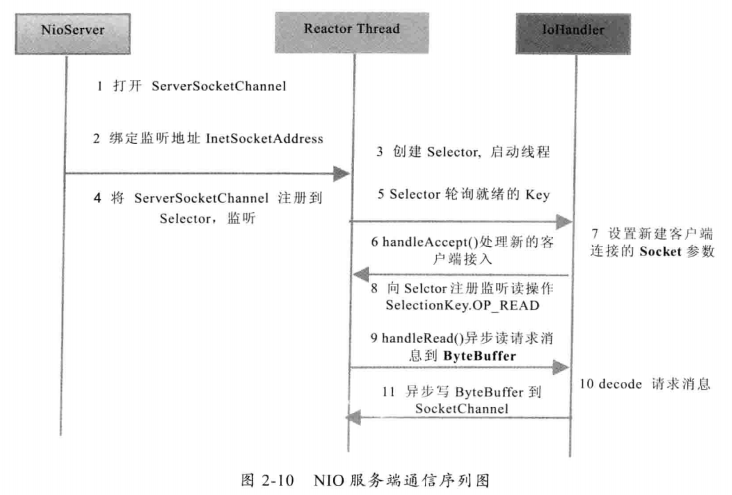 NioServer
Reactor Thread
IoHandler
1 打开 ServerSocketChannel
2 绑定监听地址 InetSocketAddress
3 创建 Selector, 启动线程
4 将 ServerSocketChannel 注册到
Selector，监听
5 Selector 轮询就绪的 Key
6 handleAccept()处理新的客
户端接入
7 设置新建客户端
连接的 Socket 参数
8 向 Selctor 注册监听读操作
SelectionKey.OP_READ
9 handleRead()异步读请求消
息到 ByteBuffer
10 decode 请求消息
11 异步写 ByteBuffer 到
SocketChannel
图 2-10 NIO 服务端通信序列图